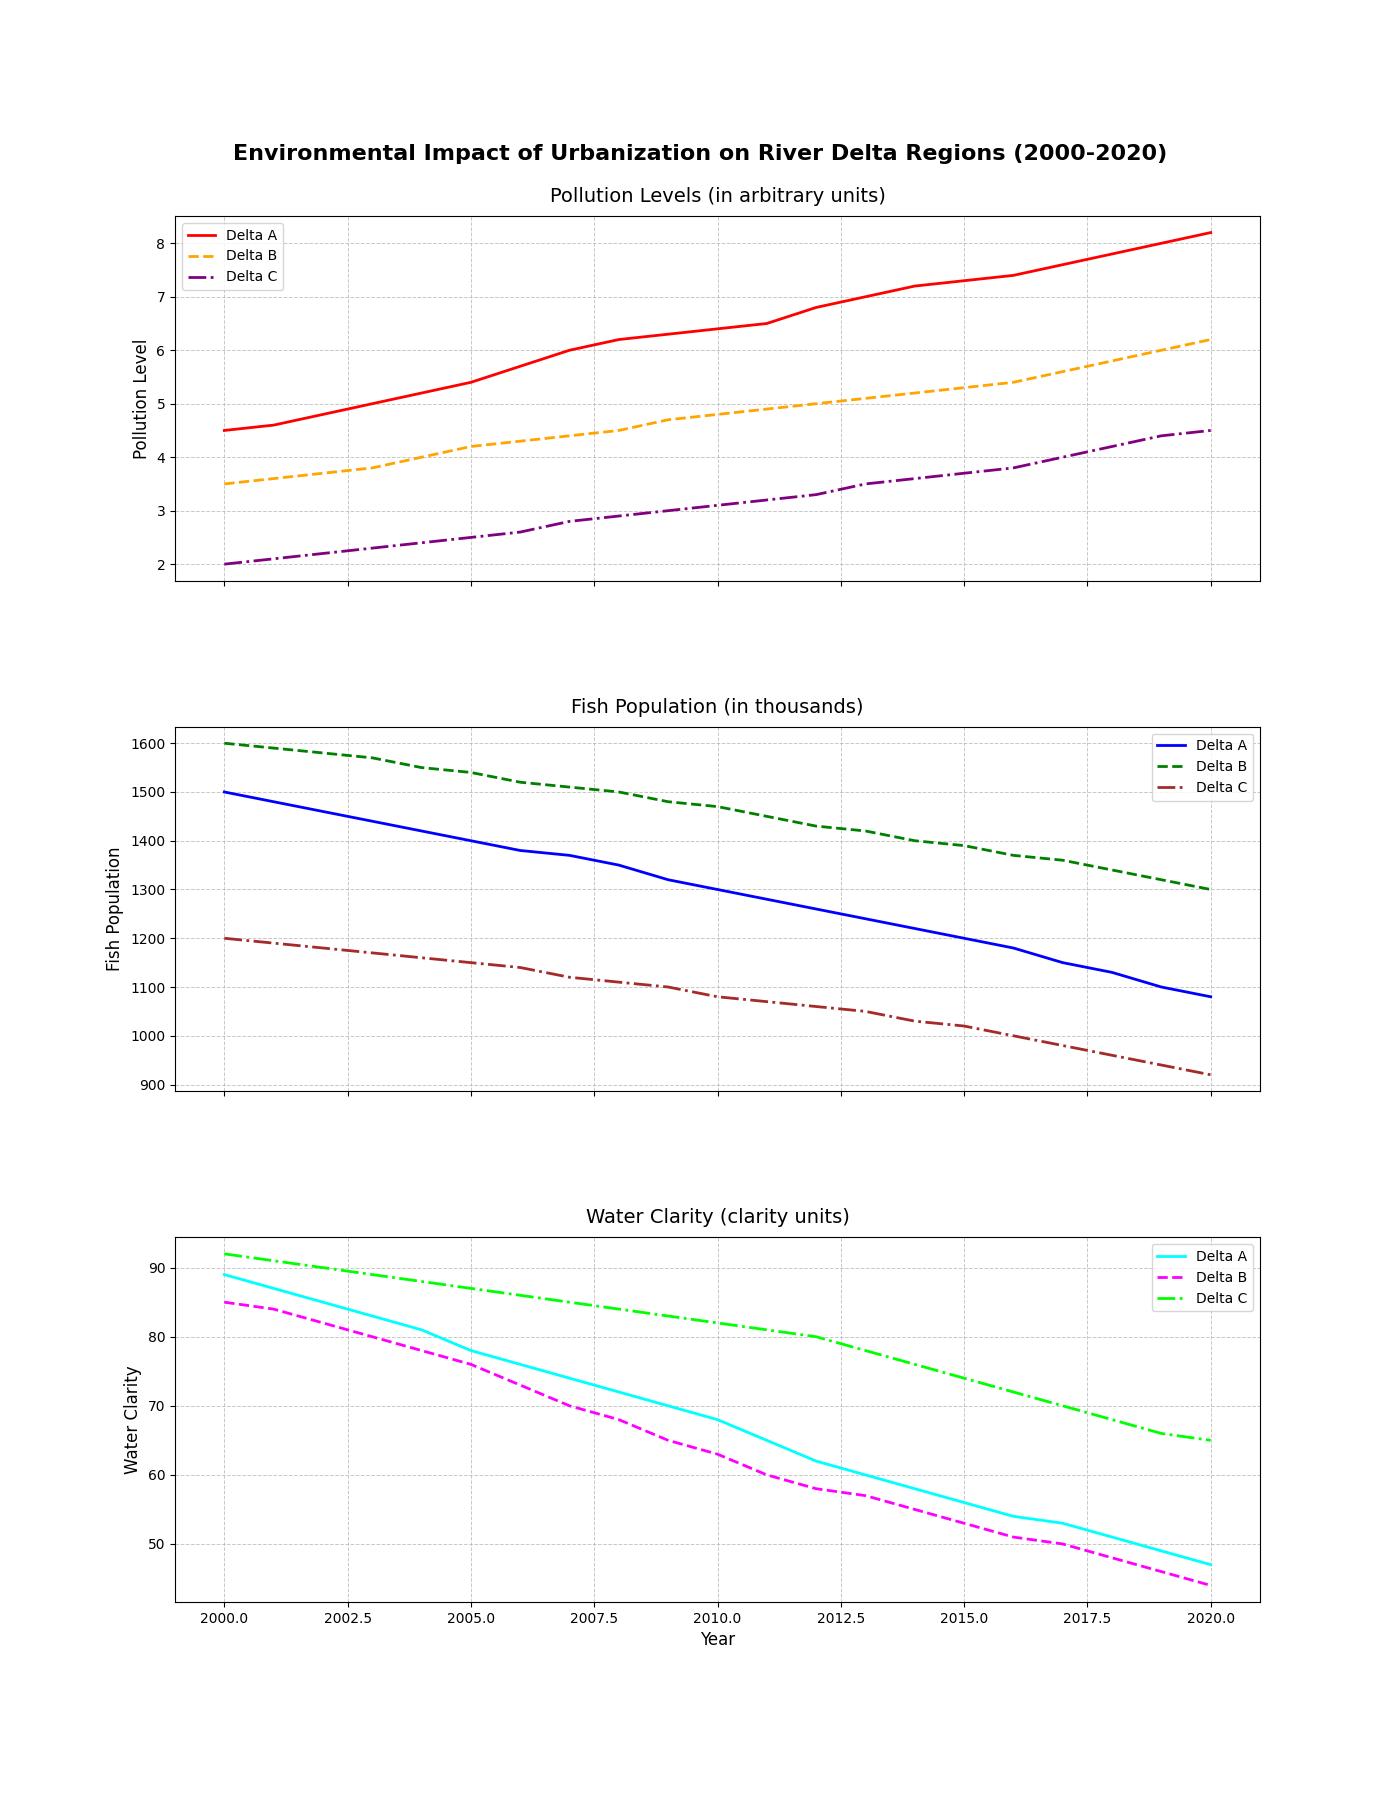 Environmental Impact of Urbanization on River Delta Regions (2000-2020)
Pollution Levels (in arbitrary units)
Delta A
Delta B
Delta C
8
7
6
5
4
3
2
Pollution Level
Fish Population (in thousands)
Delta A
Delta B
Delta C
1600
1500
1400
1300
1200
1100
1000
900
Fish Population
Water Clarity (clarity units)
Delta A
Delta B
Delta C
90
80
70
60
50
Water Clarity
2000.0 2002.5 2005.0 2007.5 2010.0 2012.5 2015.0 2017.5 2020.0
Year